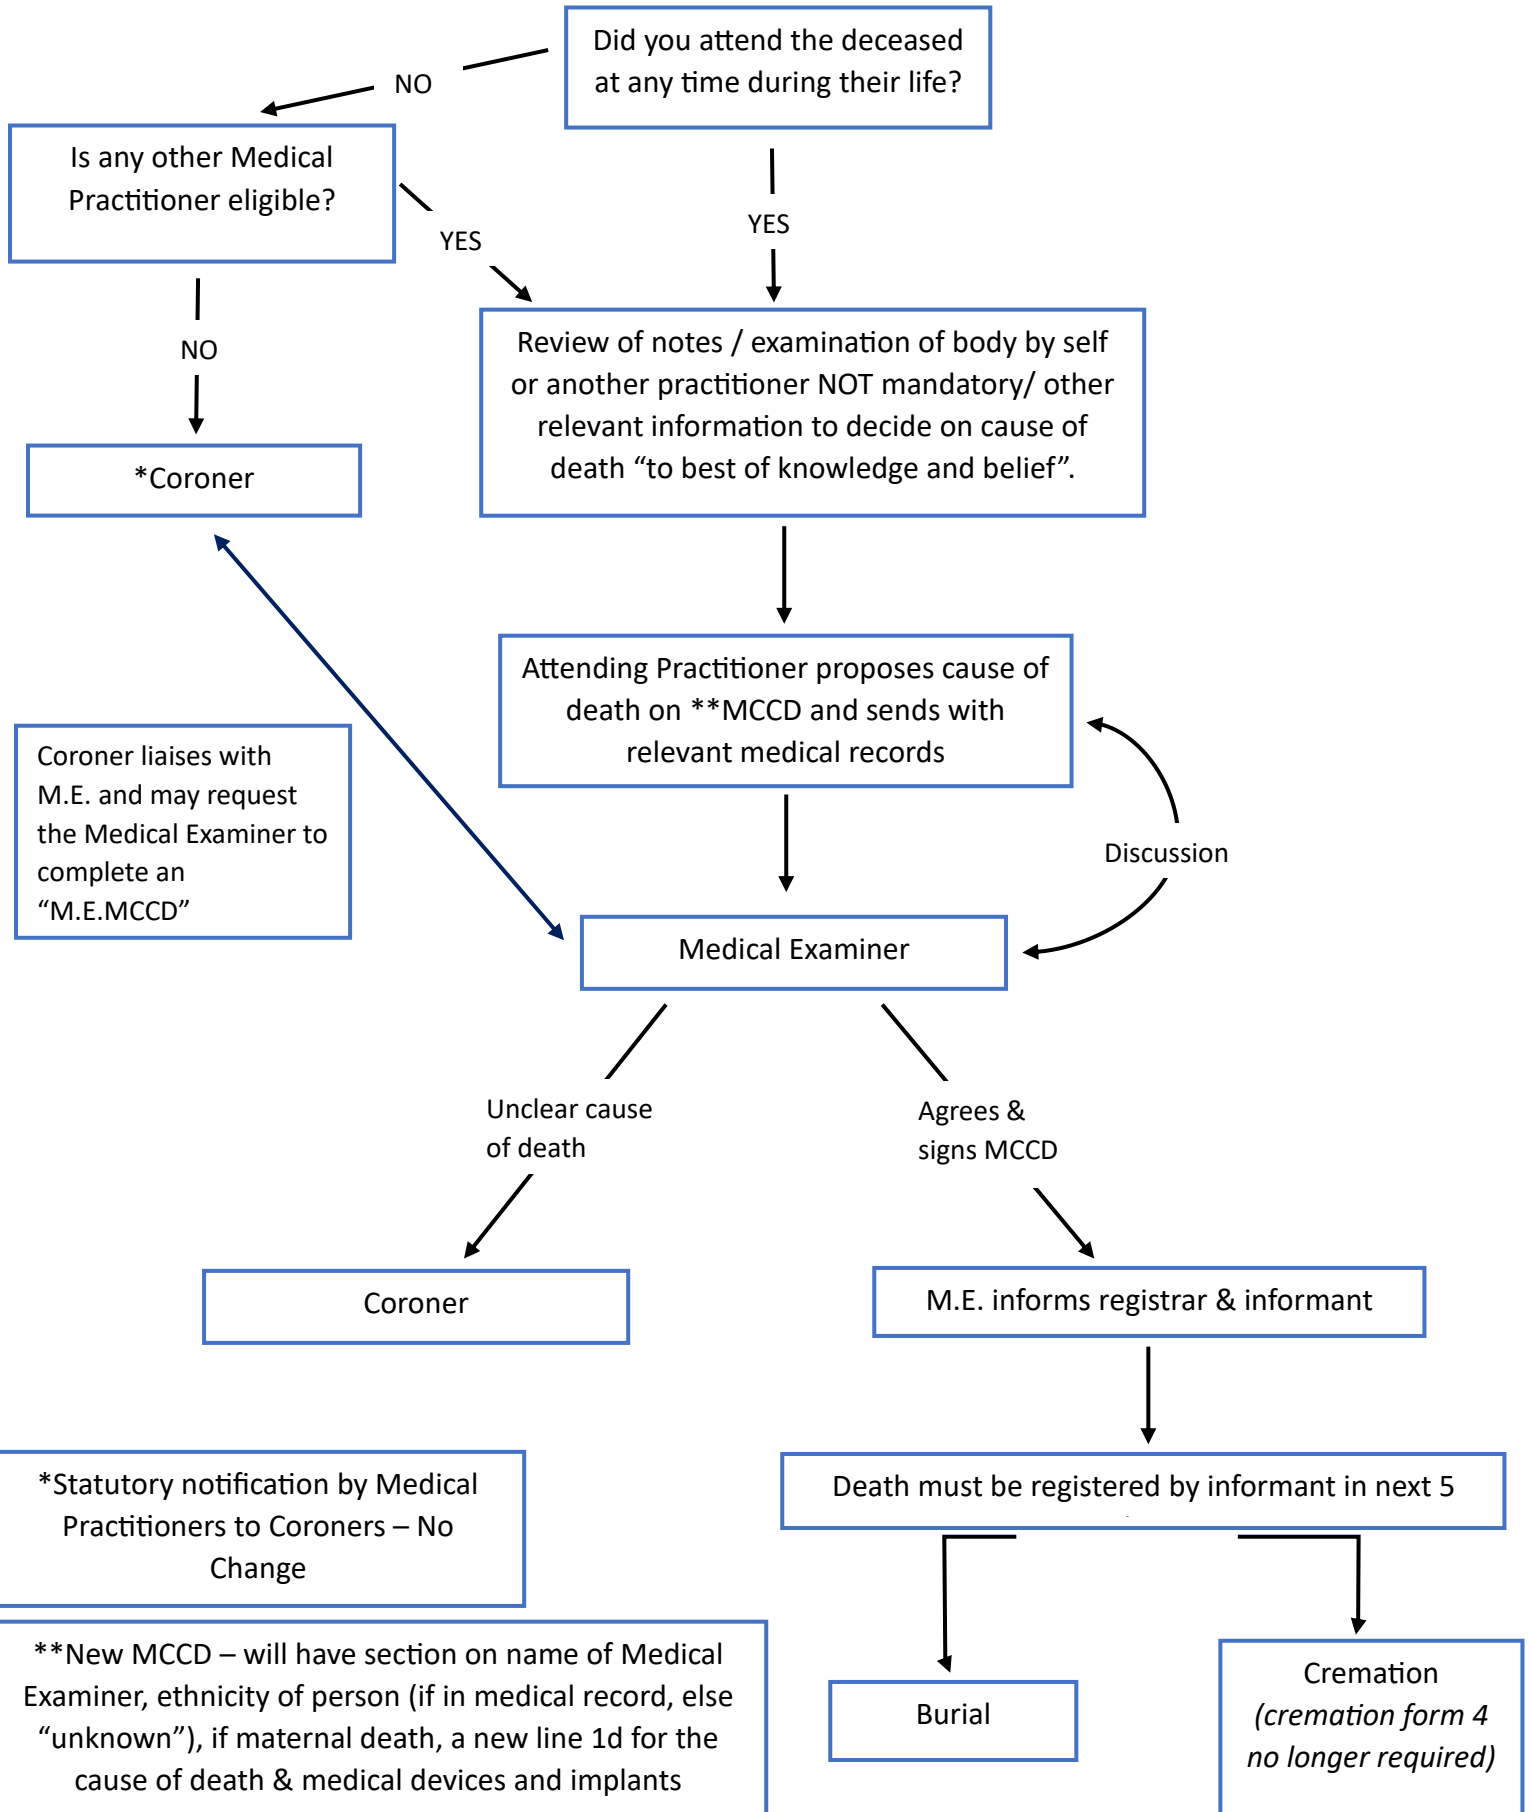 Did you attend the deceased
at any time during their life?
NO
Is any other Medical
Practitioner eligible?
YES
YES
NO
Review of notes / examination of body by self
or another practitioner NOT mandatory/ other
relevant information to decide on cause of
death “to best of knowledge and belief”.
*Coroner
Attending Practitioner proposes cause of
death on **MCCD and sends with
relevant medical records
Coroner liaises with
M.E. and may request
the Medical Examiner to
complete an
“M.E.MCCD”
Discussion
Medical Examiner
Unclear cause
of death
Agrees &
signs MCCD
Coroner
M.E. informs registrar & informant
Death must be registered by informant in next 5
*Statutory notification by Medical
Practitioners to Coroners – No
Change
**New MCCD – will have section on name of Medical
Examiner, ethnicity of person (if in medical record, else
“unknown”), if maternal death, a new line 1d for the
cause of death & medical devices and implants
Burial
Cremation
(cremation form 4
no longer required)